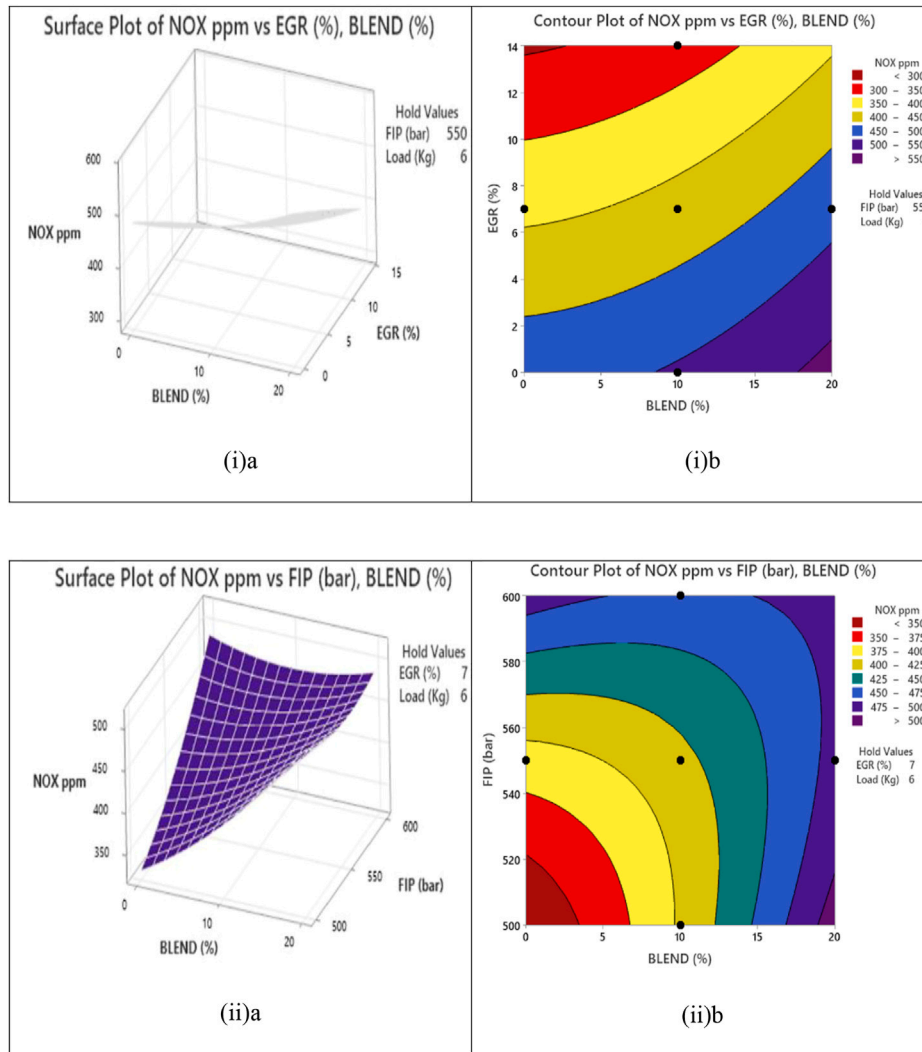 Surface Plot of NOX ppm vs EGR (%), BLEND (%)
Hold Values
FIP (bar) 550
Load (Kg) 6
600
500
NOX ppm
400
300
15
10
EGR (%)
5
0
0
10
20
BLEND (%)
(i)a
Contour Plot of NOX ppm vs EGR (%), BLEND (%)
14
12
10
8
6
4
2
0
EGR (%)
0
5
10
15
20
BLEND (%)
NOX ppm
< 300
300 – 350
350 – 400
400 – 450
450 – 500
500 – 550
> 550
Hold Values
FIP (bar) 55
Load (Kg)
(i)b
Surface Plot of NOX ppm vs FIP (bar), BLEND (%)
Hold Values
EGR (%) 7
Load (Kg) 6
500
450
NOX ppm
400
350
600
550
FIP (bar)
500
0
10
20
BLEND (%)
(ii)a
Contour Plot of NOX ppm vs FIP (bar), BLEND (%)
600
580
560
540
520
500
FIP (bar)
0
5
10
15
20
BLEND (%)
NOX ppm
< 350
350 – 375
375 – 400
400 – 425
425 – 450
450 – 475
475 – 500
> 500
Hold Values
EGR (%) 7
Load (Kg) 6
(ii)b